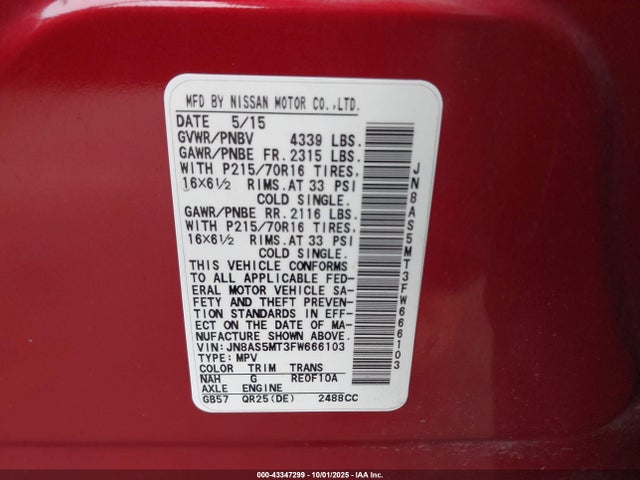 MFD BY NISSAN MOTOR CO.,LTD.
DATE 5/15
GVWR/PNBV 4339 LBS.
GAWR/PNBE FR. 2315 LBS.
WITH P215/70R16 TIRES.
16X6½ RIMS. AT 33 PSI
COLD SINGLE.
GAWR/PNBE RR. 2116 LBS.
WITH P215/70R16 TIRES.
16X6½ RIMS. AT 33 PSI
COLD SINGLE.
THIS VEHICLE CONFORMS
TO ALL APPLICABLE FED-
ERAL MOTOR VEHICLE SA-
FETY AND THEFT PREVEN-
TION STANDARDS IN EFF-
ECT ON THE DATE OF MA-
NUFACTURE SHOWN ABOVE.
VIN: JN8AS5MT3FW666103
TYPE: MPV
COLOR TRIM TRANS
NAH G RE0F10A
AXLE ENGINE
GB57 QR25(DE) 2488CC
JN8AS5MT3FW666103
000-43347299 - 10/01/2025 - IAA Inc.